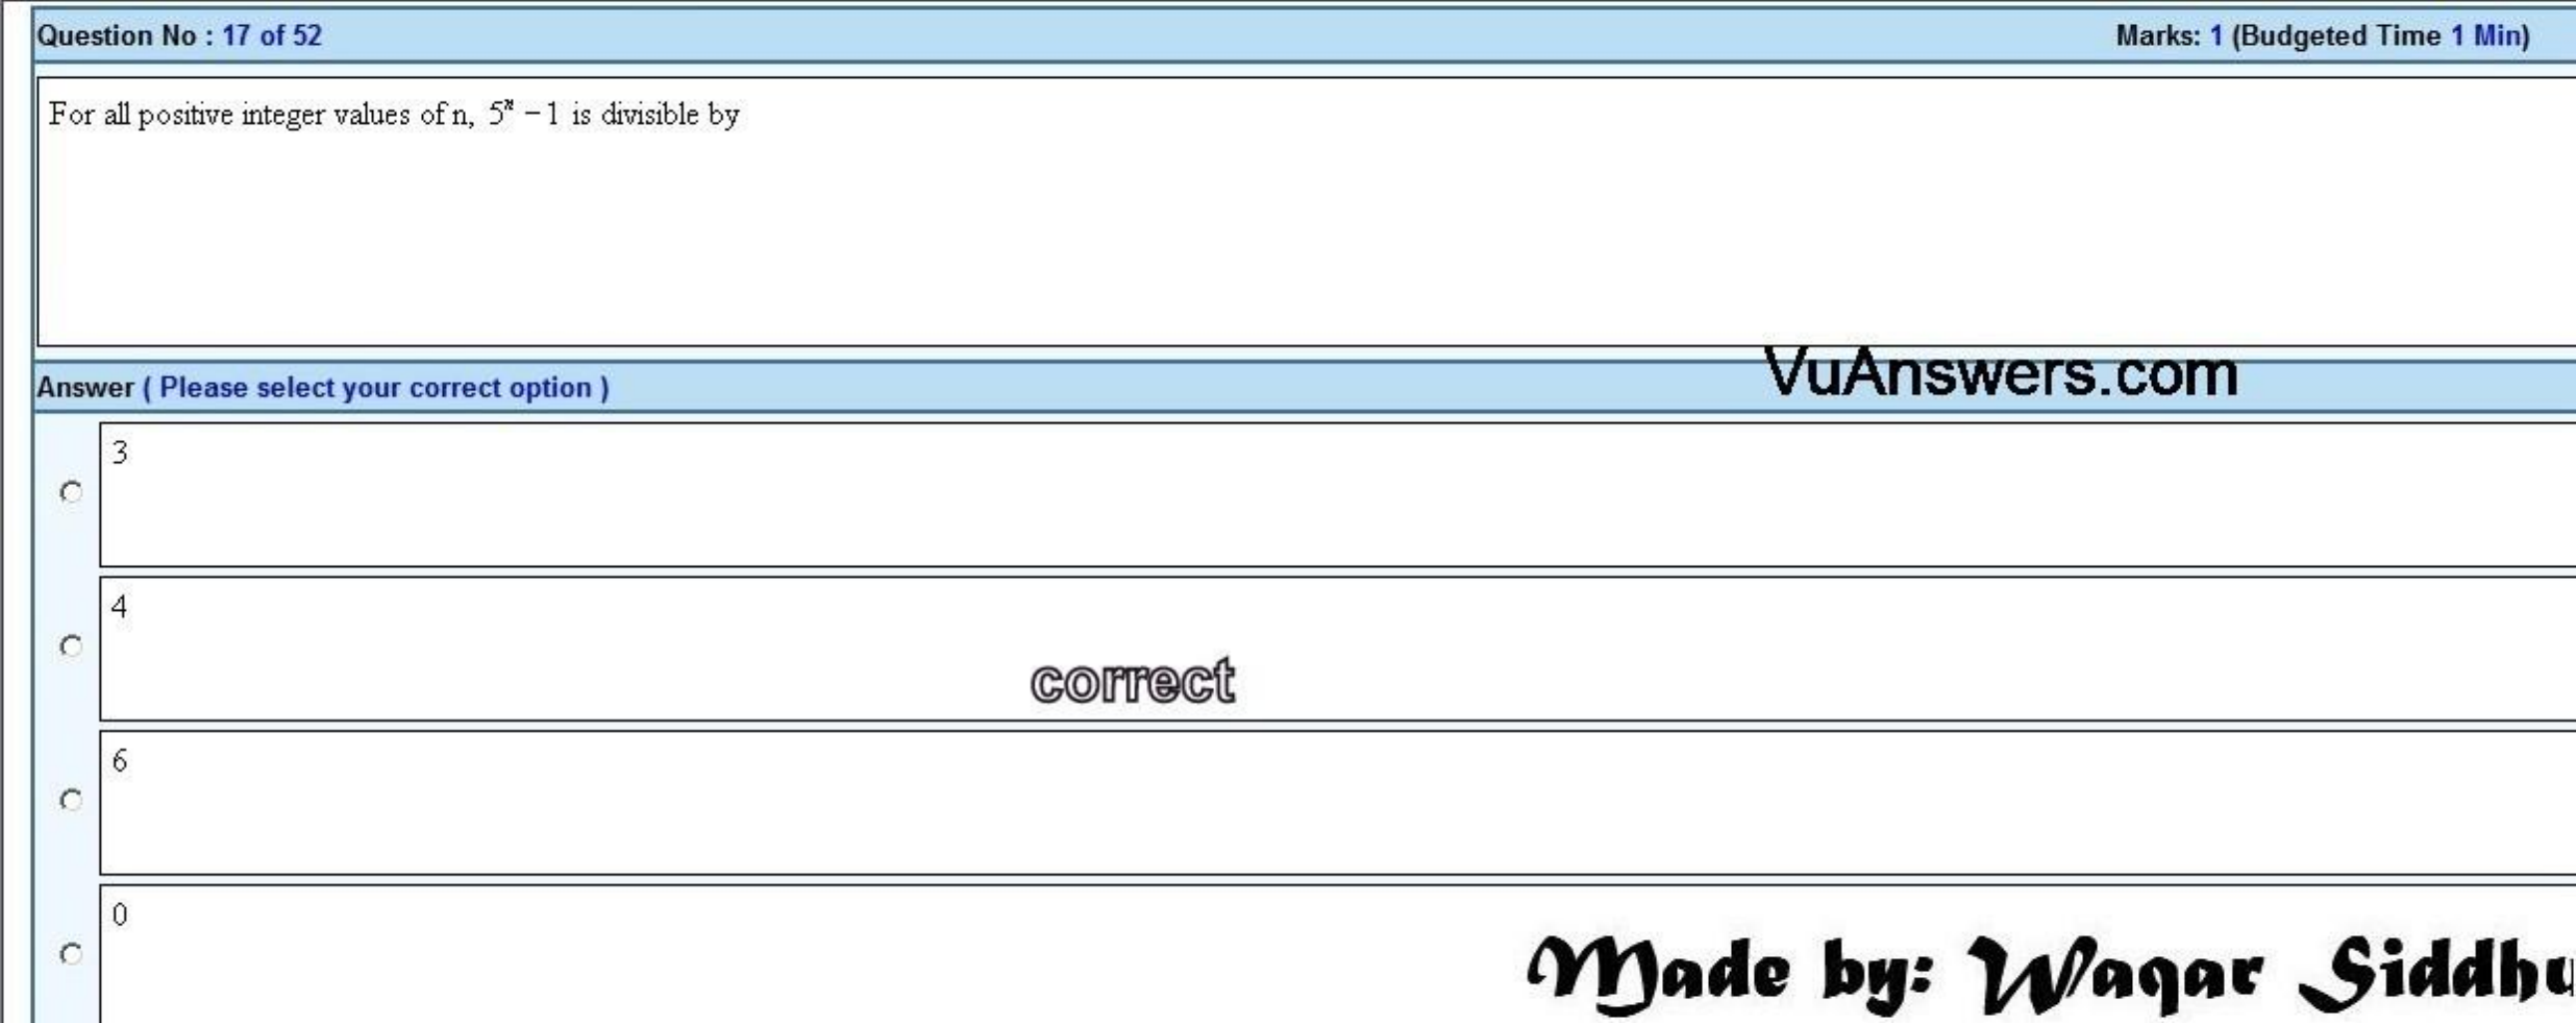 Question No : 17 of 52 Marks: 1 (Budgeted Time 1 Min)
For all positive integer values of n, 5ⁿ − 1 is divisible by
VuAnswers.com
Answer ( Please select your correct option )
3
4
correct
6
0
Made by: Waqar Siddhu